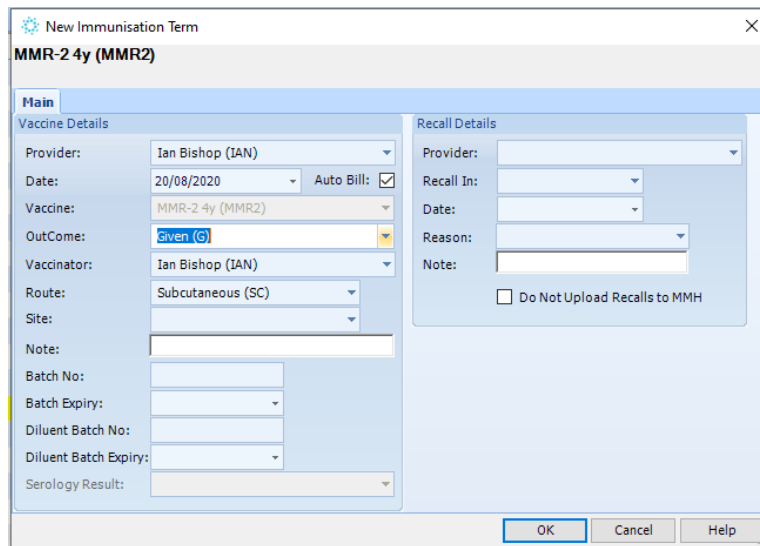 New Immunisation Term
MMR-2 4y (MMR2)
Main
Vaccine Details
Provider: Ian Bishop (IAN)
Date: 20/08/2020 Auto Bill:
Vaccine: MMR-2 4y (MMR2)
OutCome: Given (G)
Vaccinator: Ian Bishop (IAN)
Route: Subcutaneous (SC)
Site:
Note:
Batch No:
Batch Expiry:
Diluent Batch No:
Diluent Batch Expiry:
Serology Result:
Recall Details
Provider:
Recall In:
Date:
Reason:
Note:
Do Not Upload Recalls to MMH
OK Cancel Help